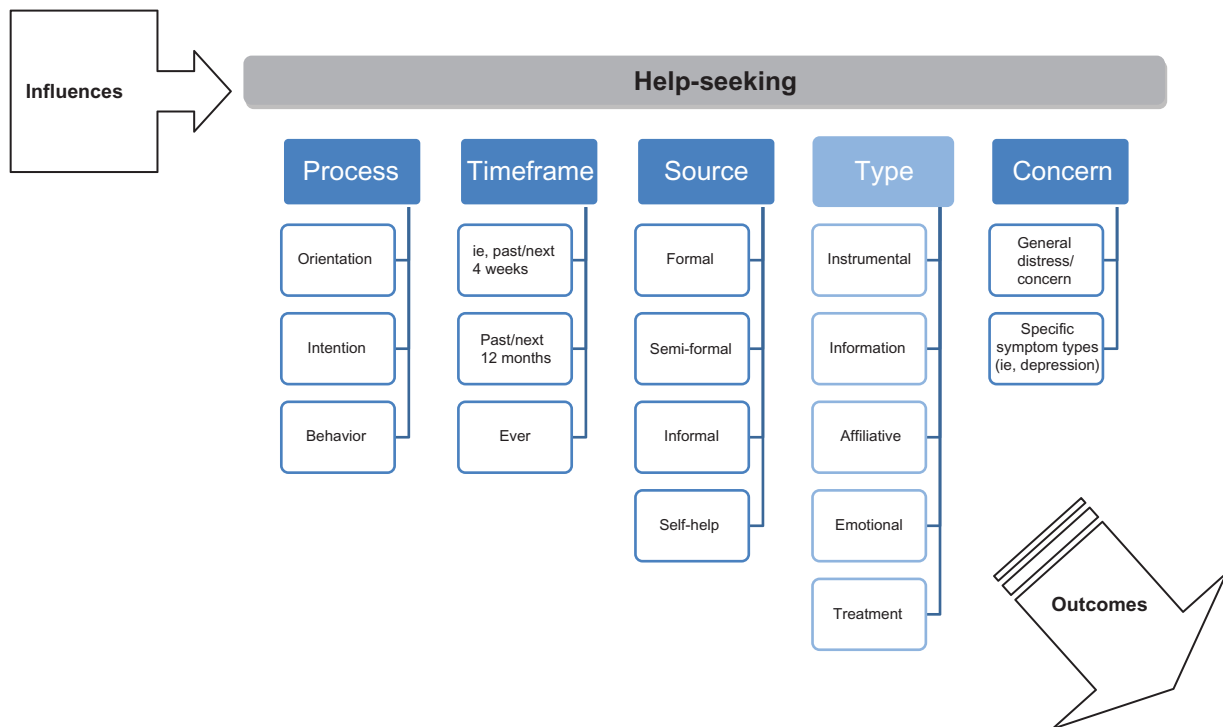 Influences
Help-seeking
Process
Orientation
Intention
Behavior
Timeframe
ie, past/next
4 weeks
Past/next
12 months
Ever
Source
Formal
Semi-formal
Informal
Self-help
Type
Instrumental
Information
Affiliative
Emotional
Treatment
Concern
General
distress/
concern
Specific
symptom types
(ie, depression)
Outcomes